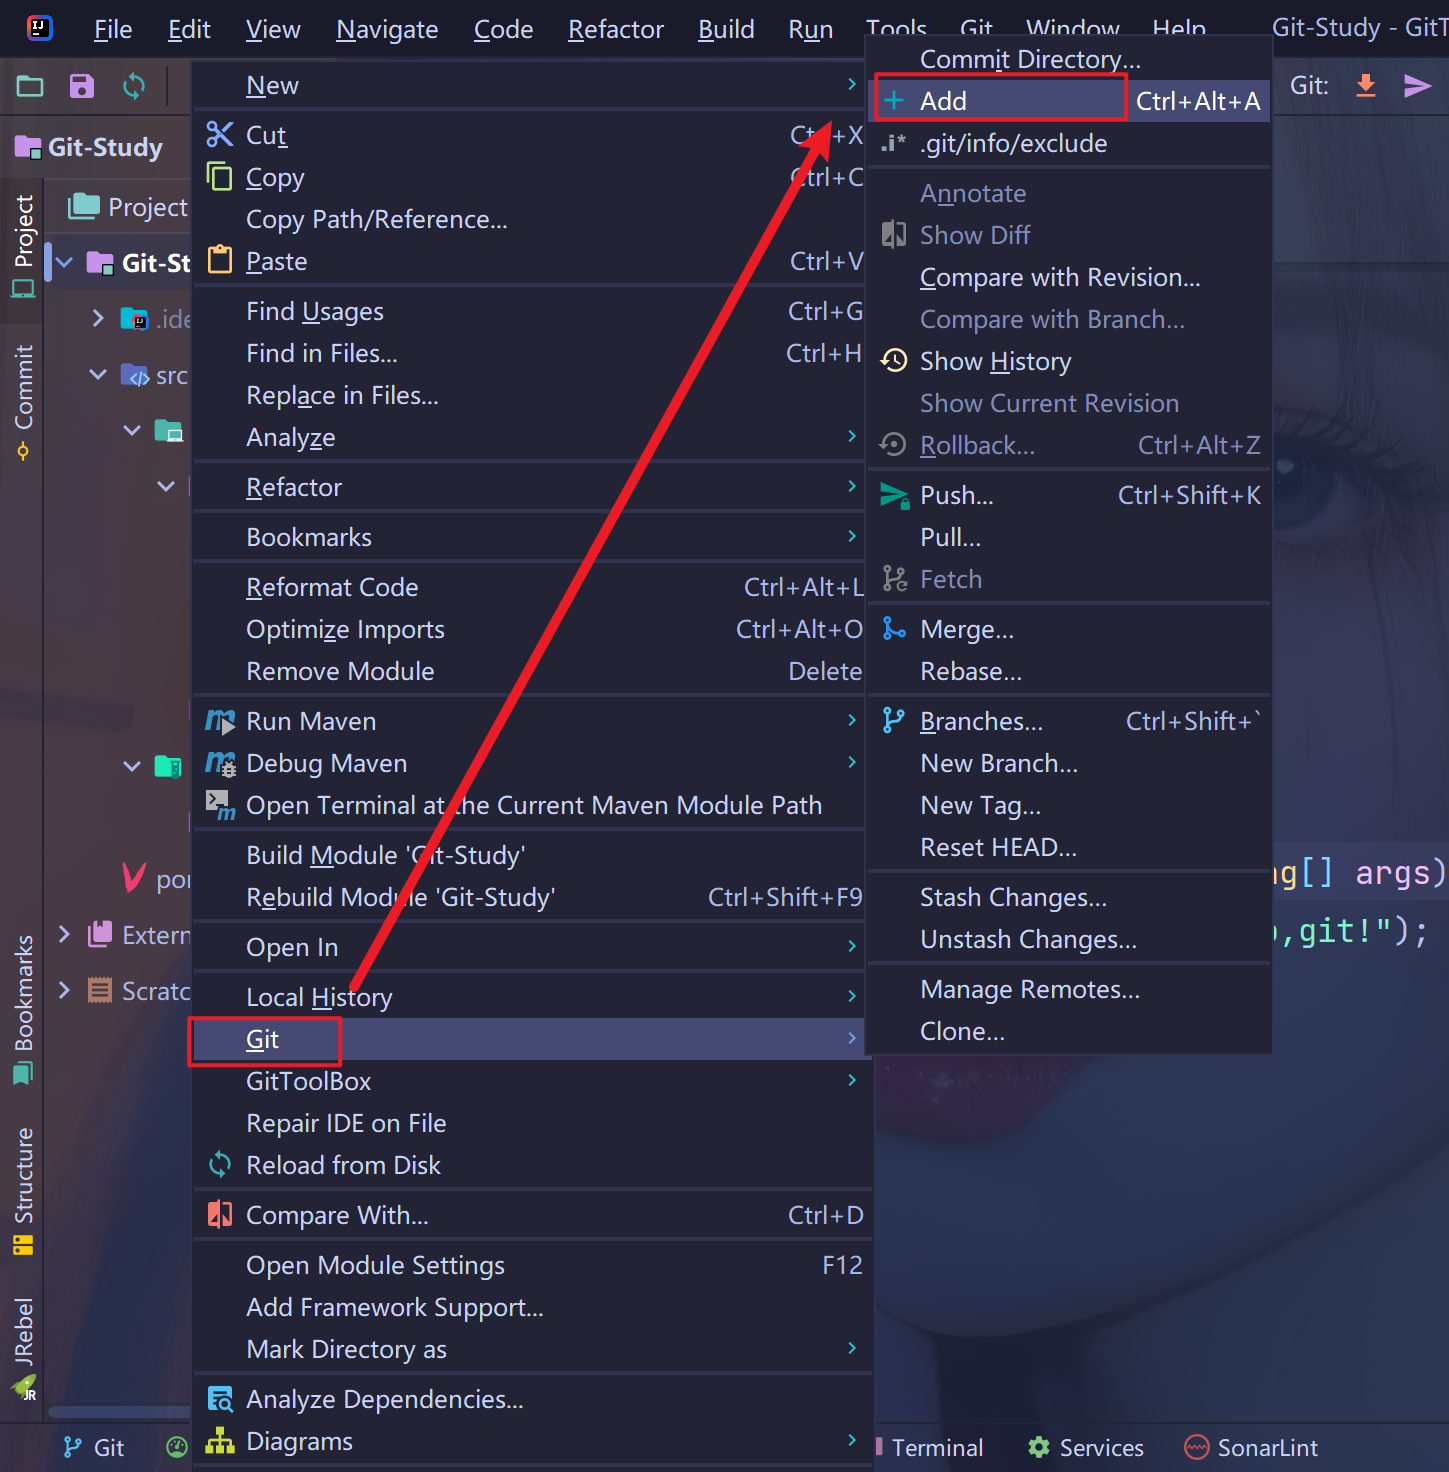 File Edit View Navigate Code Refactor Build Run Tools Git Window Help Git-Study - GitT
Git:
Git-Study
Project
Git-St
.ide
src
por
Extern
Scratc
Project
Commit
Bookmarks
Structure
JRebel
New
Cut Ctrl+X
Copy Ctrl+C
Copy Path/Reference...
Paste Ctrl+V
Find Usages Ctrl+G
Find in Files... Ctrl+H
Replace in Files...
Analyze
Refactor
Bookmarks
Reformat Code Ctrl+Alt+L
Optimize Imports Ctrl+Alt+O
Remove Module Delete
Run Maven
Debug Maven
Open Terminal at the Current Maven Module Path
Build Module 'Git-Study'
Rebuild Module 'Git-Study' Ctrl+Shift+F9
Open In
Local History
Git
GitToolBox
Repair IDE on File
Reload from Disk
Compare With... Ctrl+D
Open Module Settings F12
Add Framework Support...
Mark Directory as
Analyze Dependencies...
Diagrams
Commit Directory...
Add Ctrl+Alt+A
.git/info/exclude
Annotate
Show Diff
Compare with Revision...
Compare with Branch...
Show History
Show Current Revision
Rollback... Ctrl+Alt+Z
Push... Ctrl+Shift+K
Pull...
Fetch
Merge...
Rebase...
Branches... Ctrl+Shift+`
New Branch...
New Tag...
Reset HEAD...
Stash Changes...
Unstash Changes...
Manage Remotes...
Clone...
ng[] args)
,git!");
Git Terminal Services SonarLint